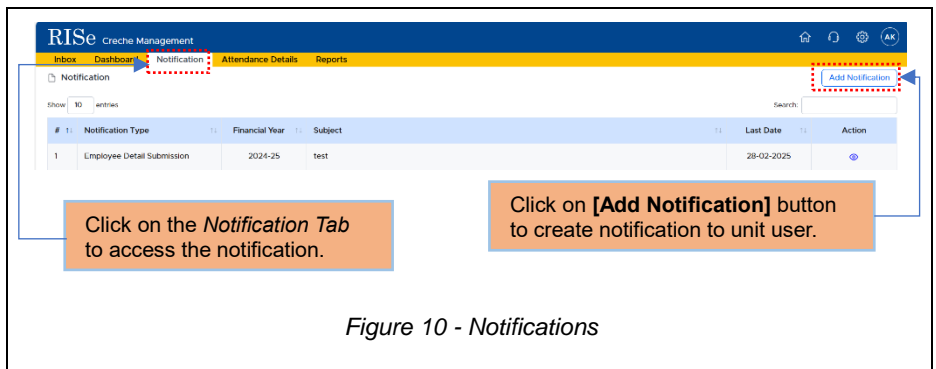 RISe Creche Management
AK
Inbox Dashboard Notification Attendance Details Reports
Notification
Add Notification
Show 10 entries
Search:
# Notification Type Financial Year Subject Last Date Action
1 Employee Detail Submission 2024-25 test 28-02-2025
Click on the Notification Tab
to access the notification.
Click on [Add Notification] button
to create notification to unit user.
Figure 10 - Notifications